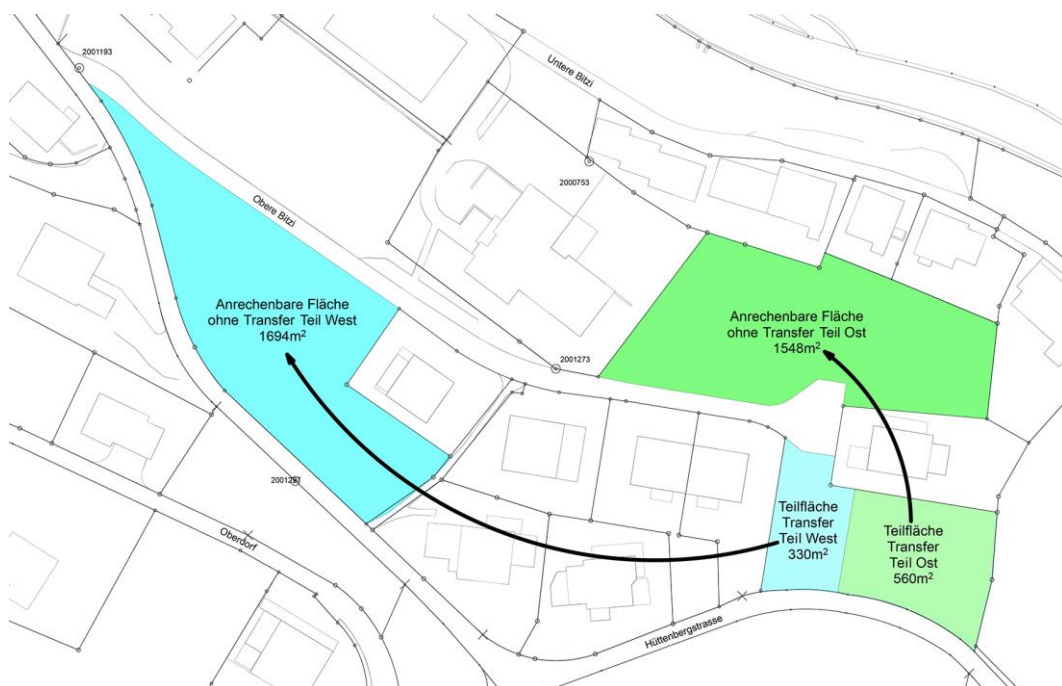 2001193
Untere Bitzi
2000753
Obere Bitzi
Anrechenbare Fläche
ohne Transfer Teil West
1694m²
Anrechenbare Fläche
ohne Transfer Teil Ost
1548m²
2001273
2001291
Oberdorf
Teilfläche
Transfer
Teil West
330m²
Teilfläche
Transfer
Teil Ost
560m²
Hüttenbergstrasse